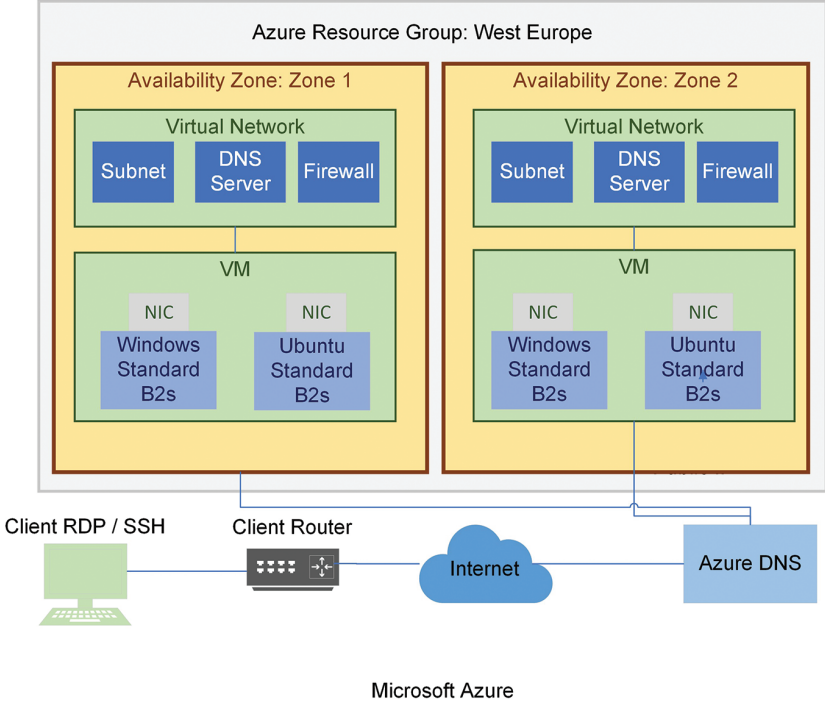 Azure Resource Group: West Europe
Availability Zone: Zone 1
Virtual Network
Subnet
DNS
Server
Firewall
VM
NIC
Windows
Standard
B2s
NIC
Ubuntu
Standard
B2s
Availability Zone: Zone 2
Virtual Network
Subnet
DNS
Server
Firewall
VM
NIC
Windows
Standard
B2s
NIC
Ubuntu
Standard
B2s
Client RDP / SSH
Client Router
Internet
Azure DNS
Microsoft Azure